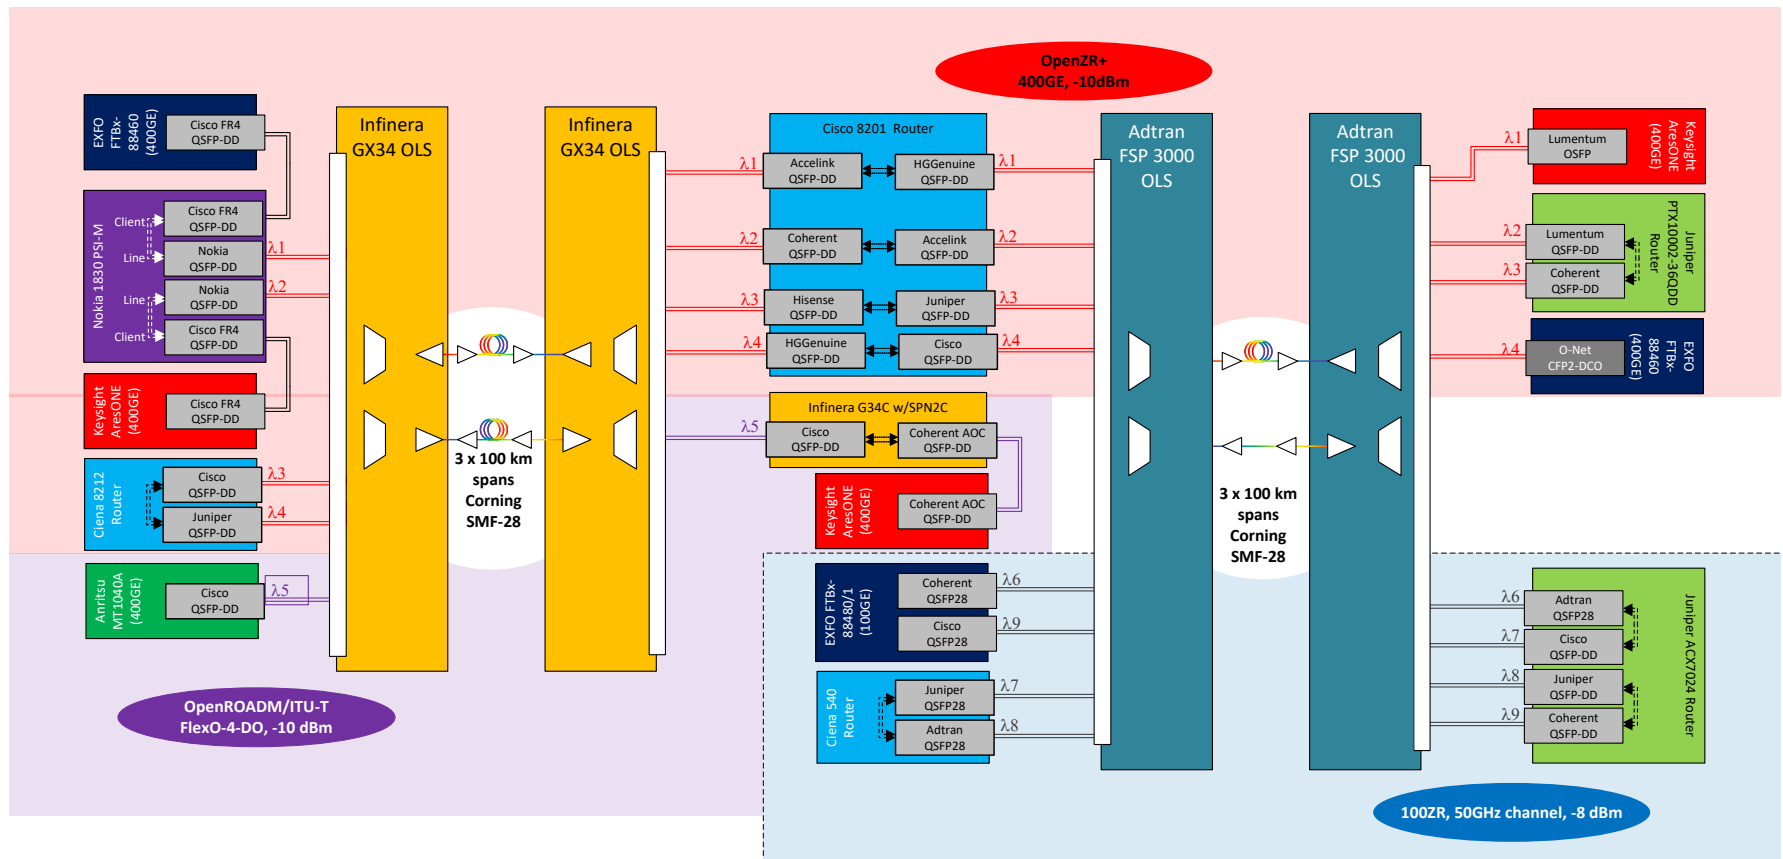 OpenZR+
400GE, -10dBm
EXFO
FTBx-
88460
(400GE)
Cisco FR4
QSFP-DD
Nokia 1830 PSI-M
Client
Cisco FR4
QSFP-DD
Line
Nokia
QSFP-DD
λ1
Line
Nokia
QSFP-DD
λ2
Client
Cisco FR4
QSFP-DD
Keysight
AresONE
(400GE)
Cisco FR4
QSFP-DD
Ciena 8212
Router
Cisco
QSFP-DD
λ3
Juniper
QSFP-DD
λ4
Anritsu
MT1040A
(400GE)
Cisco
QSFP-DD
λ5
OpenROADM/ITU-T
FlexO-4-DO, -10 dBm
Infinera
GX34 OLS
3 x 100 km
spans
Corning
SMF-28
Infinera
GX34 OLS
Cisco 8201 Router
λ1
Accelink
QSFP-DD
HGGenuine
QSFP-DD
λ1
λ2
Coherent
QSFP-DD
Accelink
QSFP-DD
λ2
λ3
Hisense
QSFP-DD
Juniper
QSFP-DD
λ3
λ4
HGGenuine
QSFP-DD
Cisco
QSFP-DD
λ4
Infinera G34C w/SPN2C
λ5
Cisco
QSFP-DD
Coherent AOC
QSFP-DD
Keysight
AresONE
(400GE)
Coherent AOC
QSFP-DD
EXFO FTBx-
88480/1
(100GE)
Coherent
QSFP28
λ6
Cisco
QSFP28
λ9
Ciena 540
Router
Juniper
QSFP28
λ7
Adtran
QSFP28
λ8
Adtran
FSP 3000
OLS
3 x 100 km
spans
Corning
SMF-28
Adtran
FSP 3000
OLS
λ1
Lumentum
OSFP
Keysight
AresONE
(400GE)
λ2
Lumentum
QSFP-DD
λ3
Coherent
QSFP-DD
Juniper
PTX10002-36QDD
Router
λ4
O-Net
CFP2-DCO
EXFO
FTBx-
88460
(400GE)
λ6
Adtran
QSFP28
λ7
Cisco
QSFP-DD
λ8
Juniper
QSFP-DD
λ9
Coherent
QSFP-DD
Juniper ACX7024 Router
100ZR, 50GHz channel, -8 dBm